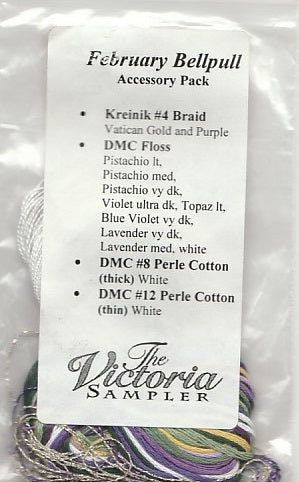 February Bellpull
Accessory Pack
• Kreinik #4 Braid
Vatican Gold and Purple
• DMC Floss
Pistachio lt,
Pistachio med,
Pistachio vy dk,
Violet ultra dk, Topaz lt,
Blue Violet vy dk,
Lavender vy dk,
Lavender med, white
• DMC #8 Perle Cotton
(thick) White
• DMC #12 Perle Cotton
(thin) White
The
Victoria
SAMPLER